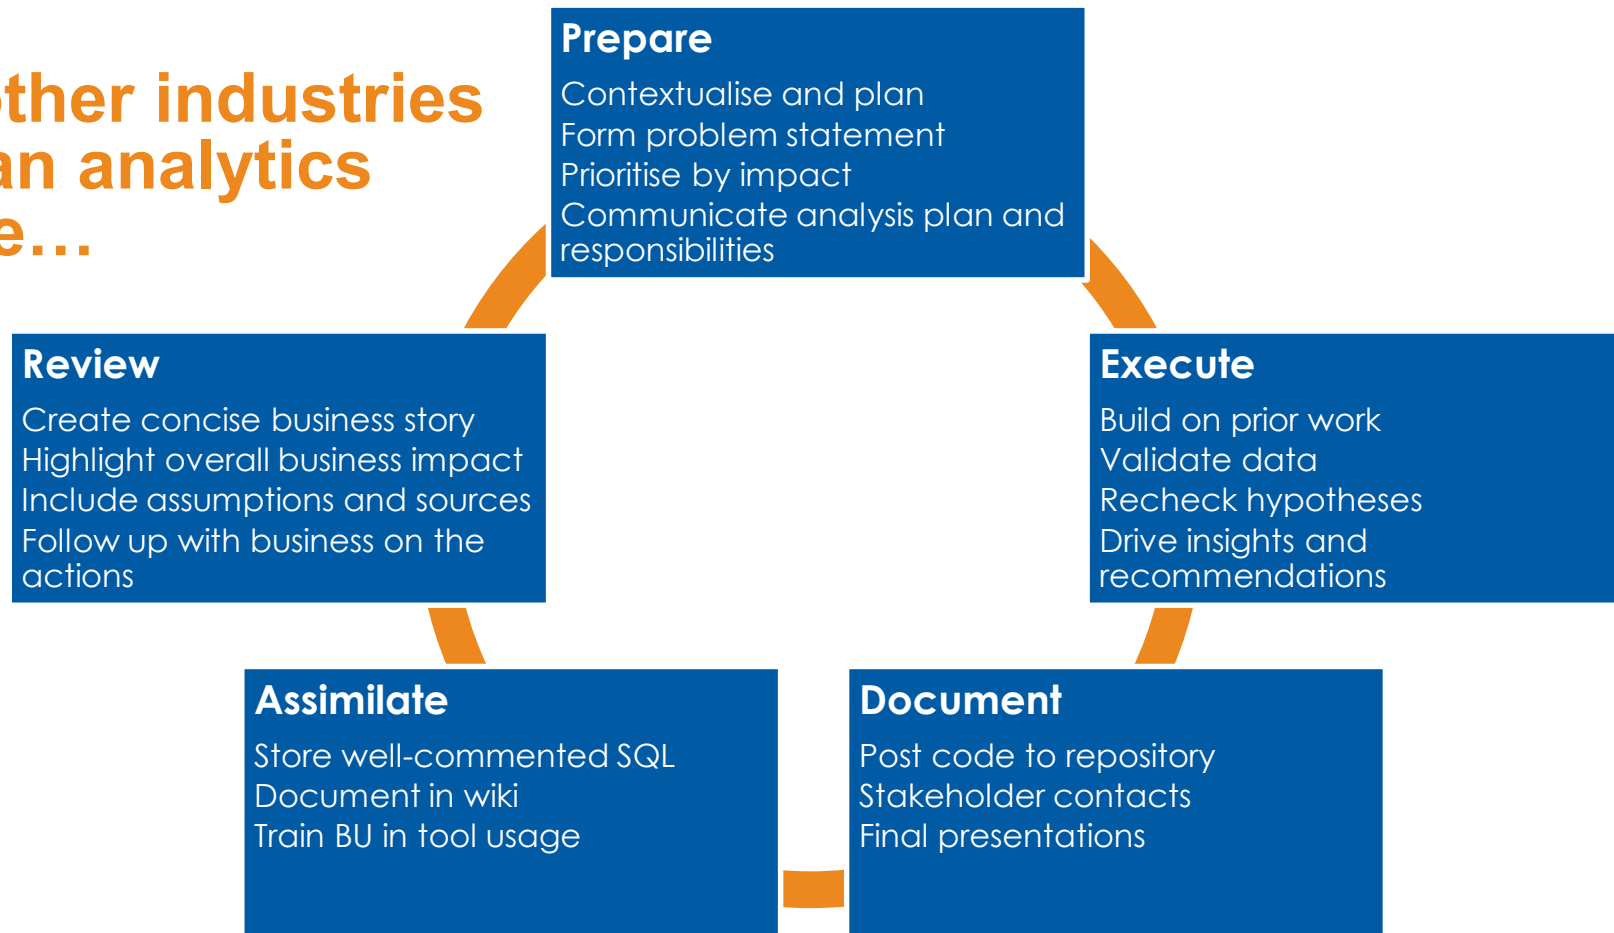 other industries
an analytics
e…
Prepare
Contextualise and plan
Form problem statement
Prioritise by impact
Communicate analysis plan and
responsibilities
Execute
Build on prior work
Validate data
Recheck hypotheses
Drive insights and
recommendations
Document
Post code to repository
Stakeholder contacts
Final presentations
Assimilate
Store well-commented SQL
Document in wiki
Train BU in tool usage
Review
Create concise business story
Highlight overall business impact
Include assumptions and sources
Follow up with business on the
actions